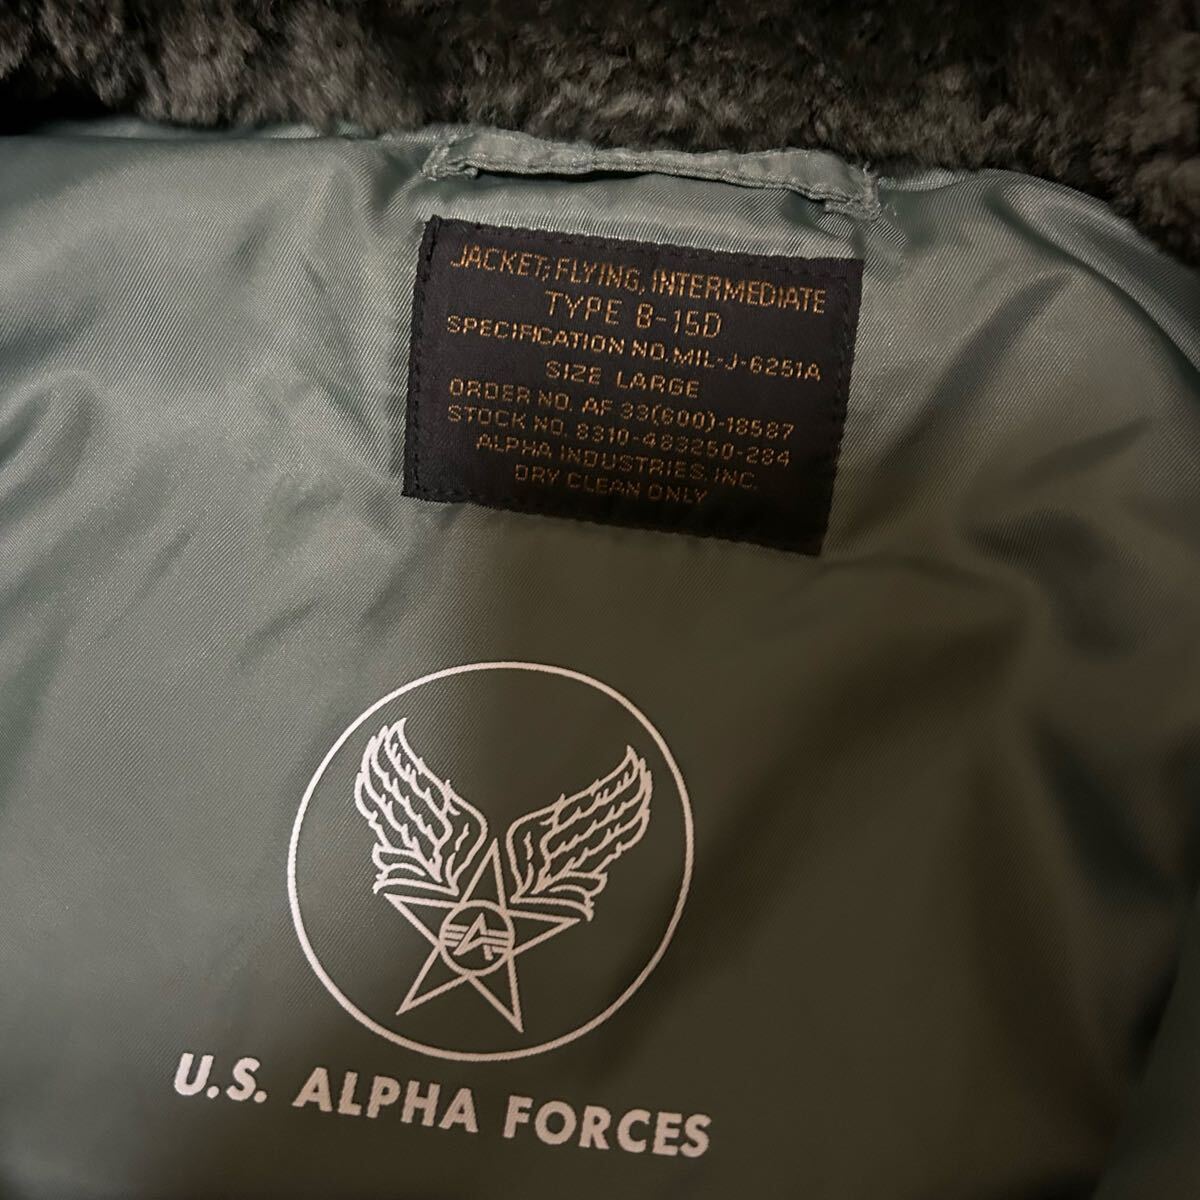 JACKET, FLYING, INTERMEDIATE
TYPE B-15D
SPECIFICATION NO. MIL-J-6251A
SIZE LARGE
ORDER NO. AF 33(600)-18587
STOCK NO. 8310-483250-284
ALPHA INDUSTRIES, INC.
DRY CLEAN ONLY
U.S. ALPHA FORCES